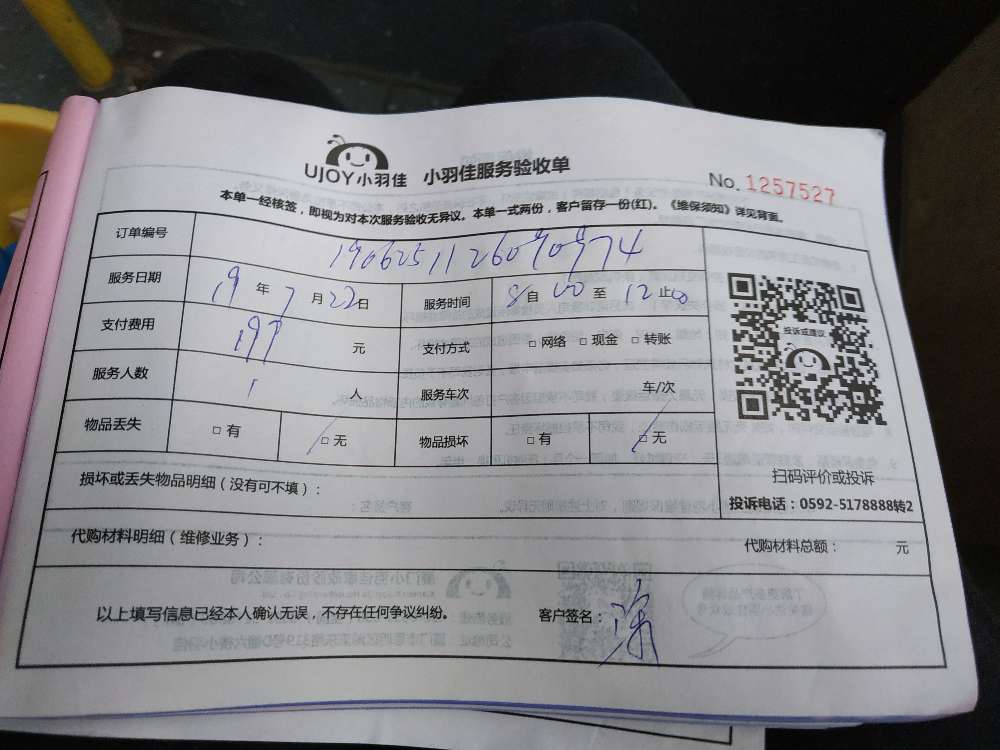 UJOY小羽佳 小羽佳服务验收单
No. 1257527
本单一经核签，即视为对本次服务验收无异议。本单一式两份，客户留存一份(红)。《维保须知》详见背面。
订单编号 1906251126090974
服务日期 19 年 7 月 22 日 服务时间 8 自 00 至 12 止 00
支付费用 197 元 支付方式 □ 网络 □ 现金 □ 转账
投诉或建议
服务人数 1 人 服务车次 车/次
物品丢失 □ 有 □ 无 物品损坏 □ 有 □ 无
扫码评价或投诉
损坏或丢失物品明细（没有可不填）：
投诉电话：0592-5178888转2
代购材料明细（维修业务）： 代购材料总额： 元
以上填写信息已经本人确认无误，不存在任何争议纠纷。 客户签名：